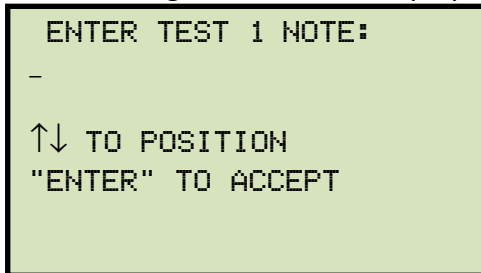 ENTER TEST 1 NOTE:
_
↑↓ TO POSITION
"ENTER" TO ACCEPT